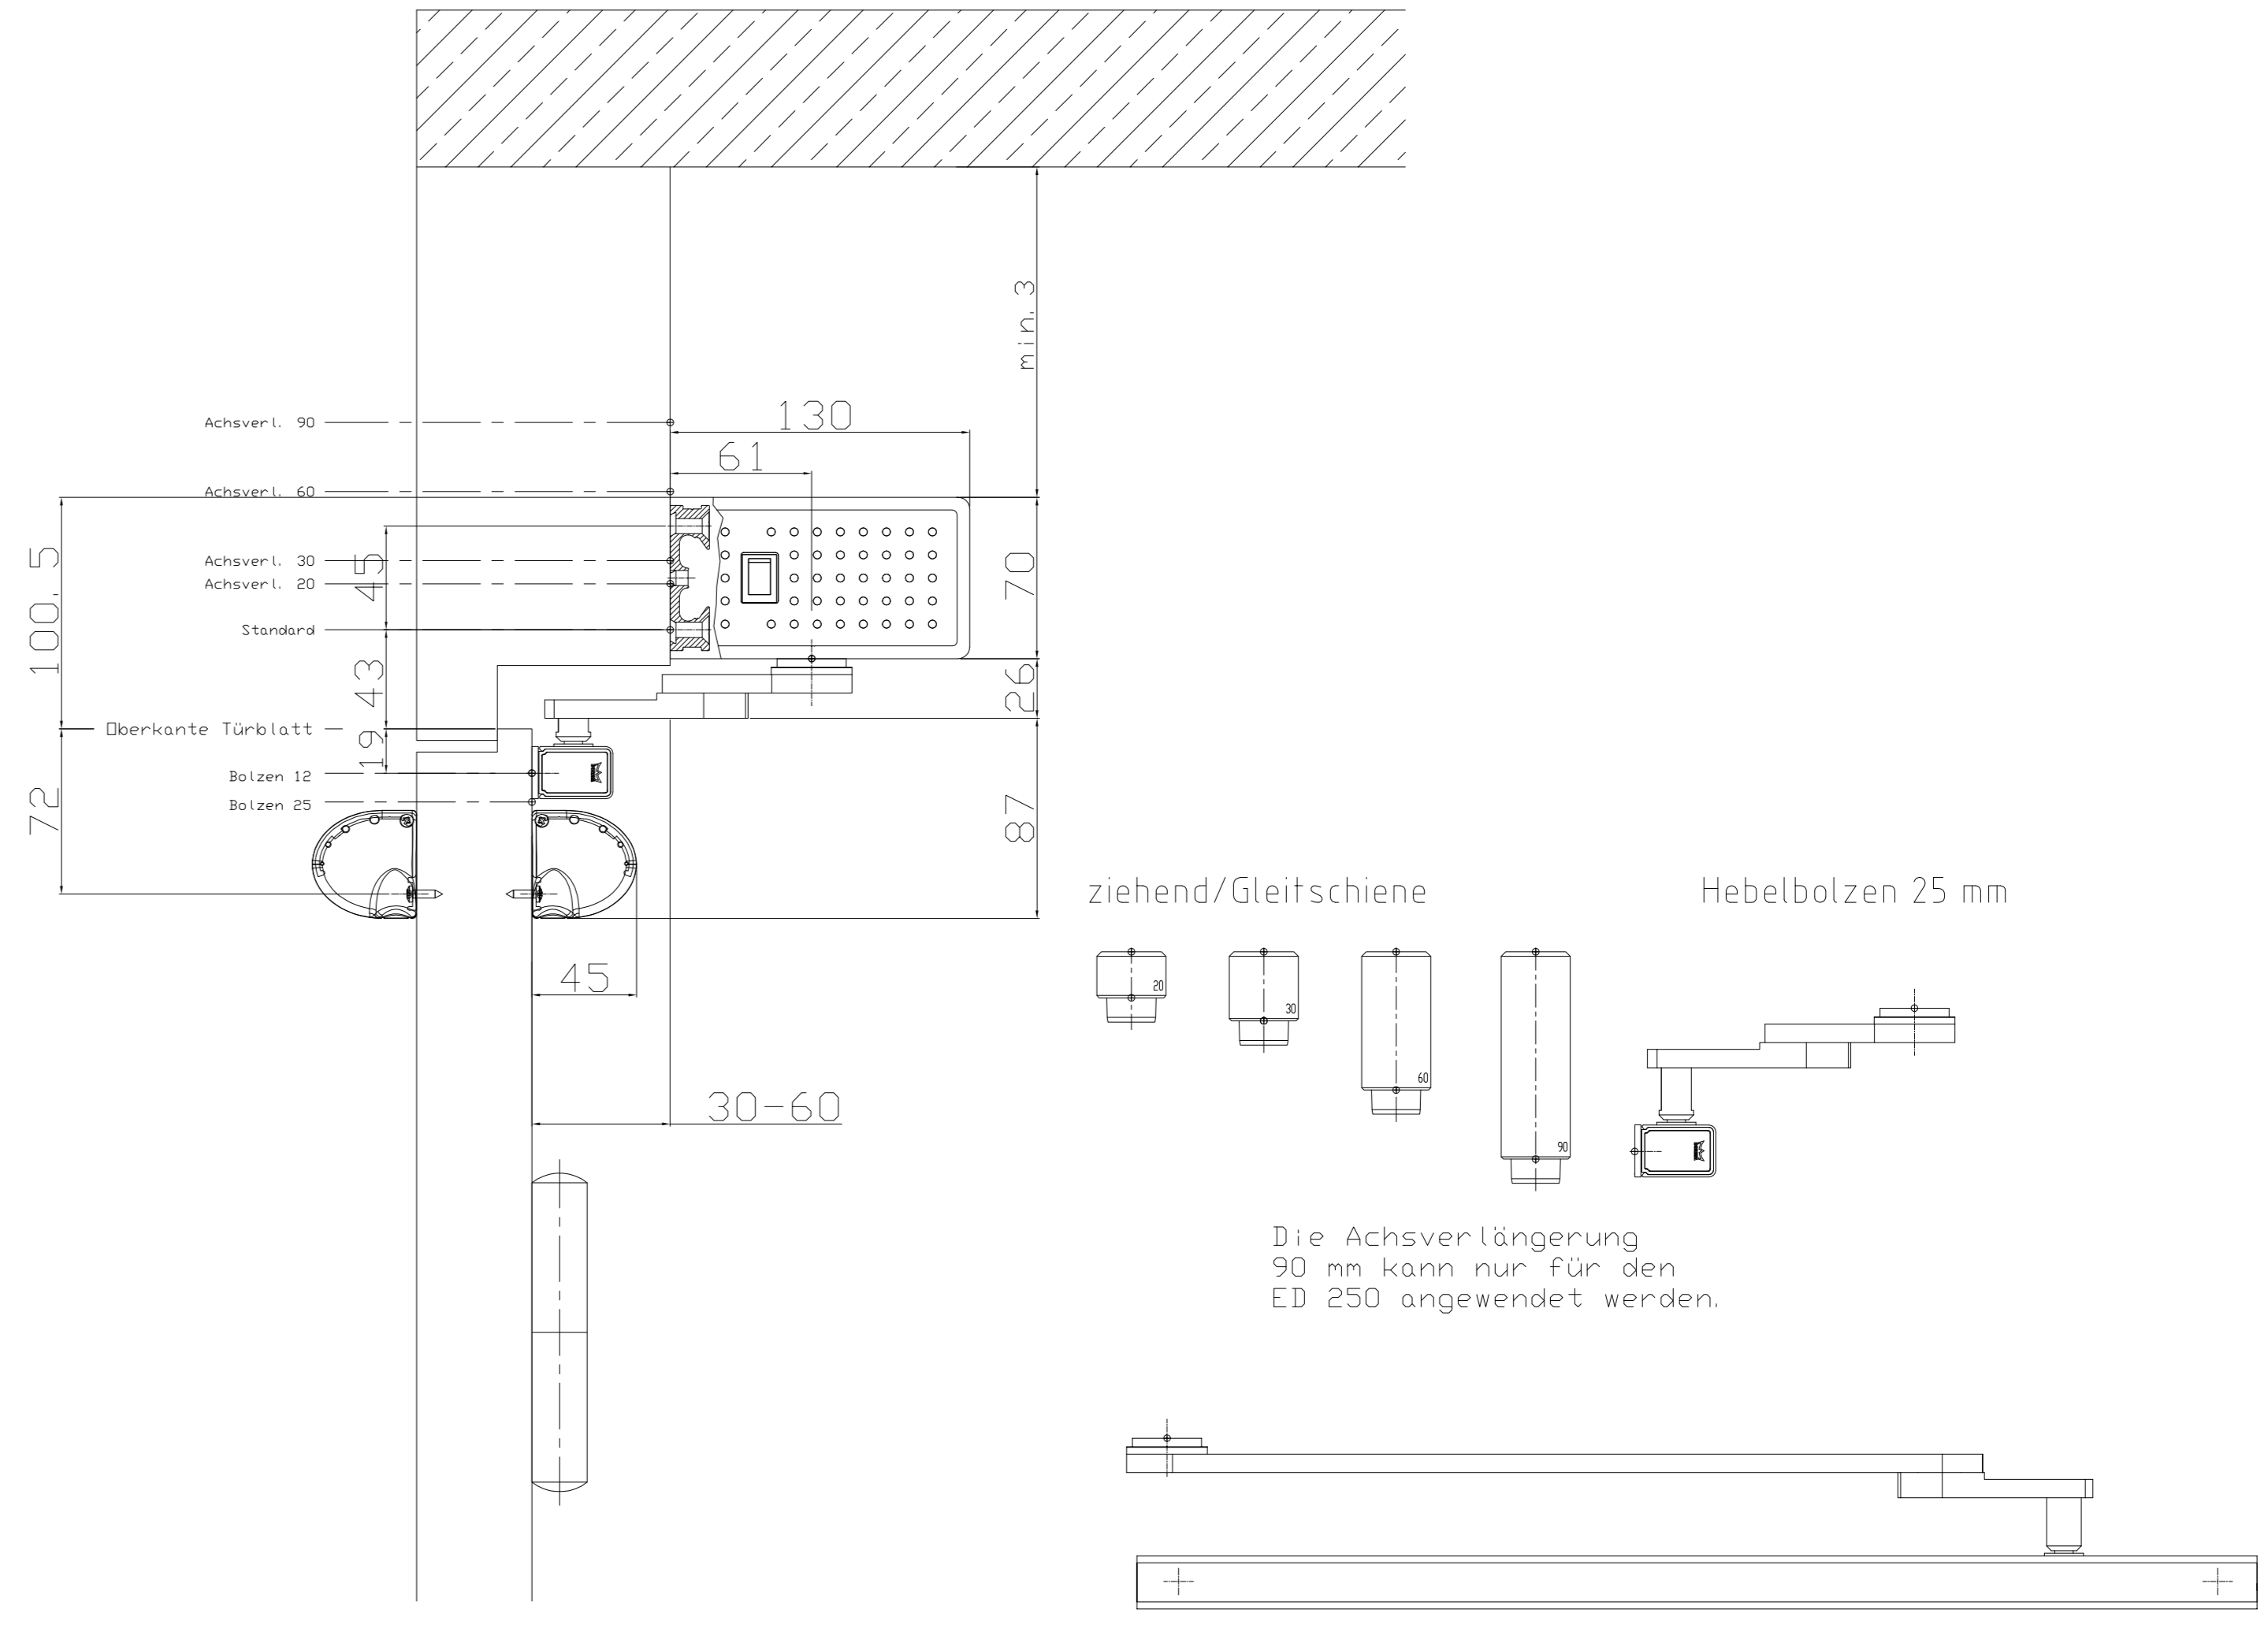 min. 3
Achsverl. 90
130
61
Achsverl. 60
100.5
45
70
Achsverl. 30
Achsverl. 20
Standard
43
26
□berkante Türblatt
19
72
Bolzen 12
Bolzen 25
87
ziehend/Gleitschiene
Hebelbolzen 25 mm
45
20
30
60
90
30-60
Die Achsverlängerung
90 mm kann nur für den
ED 250 angewendet werden.